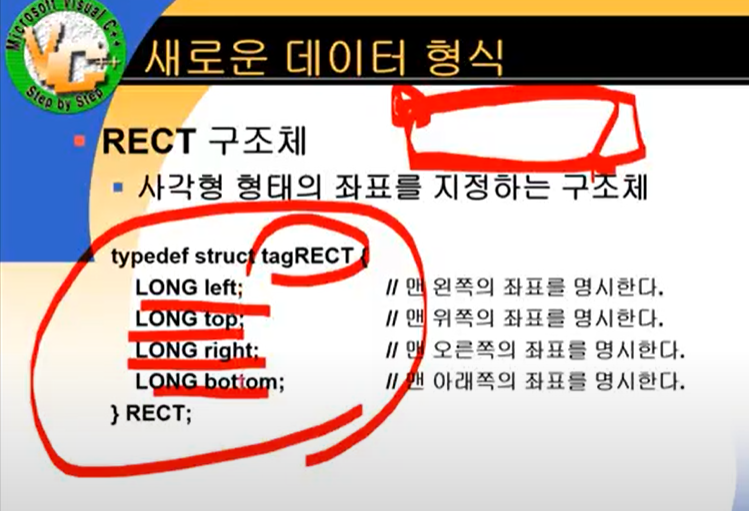 Microsoft Visual C++
VC++
Step by Step
새로운 데이터 형식
RECT 구조체
사각형 형태의 좌표를 지정하는 구조체
typedef struct tagRECT {
LONG left; // 맨 왼쪽의 좌표를 명시한다.
LONG top; // 맨 위쪽의 좌표를 명시한다.
LONG right; // 맨 오른쪽의 좌표를 명시한다.
LONG bottom; // 맨 아래쪽의 좌표를 명시한다.
} RECT;